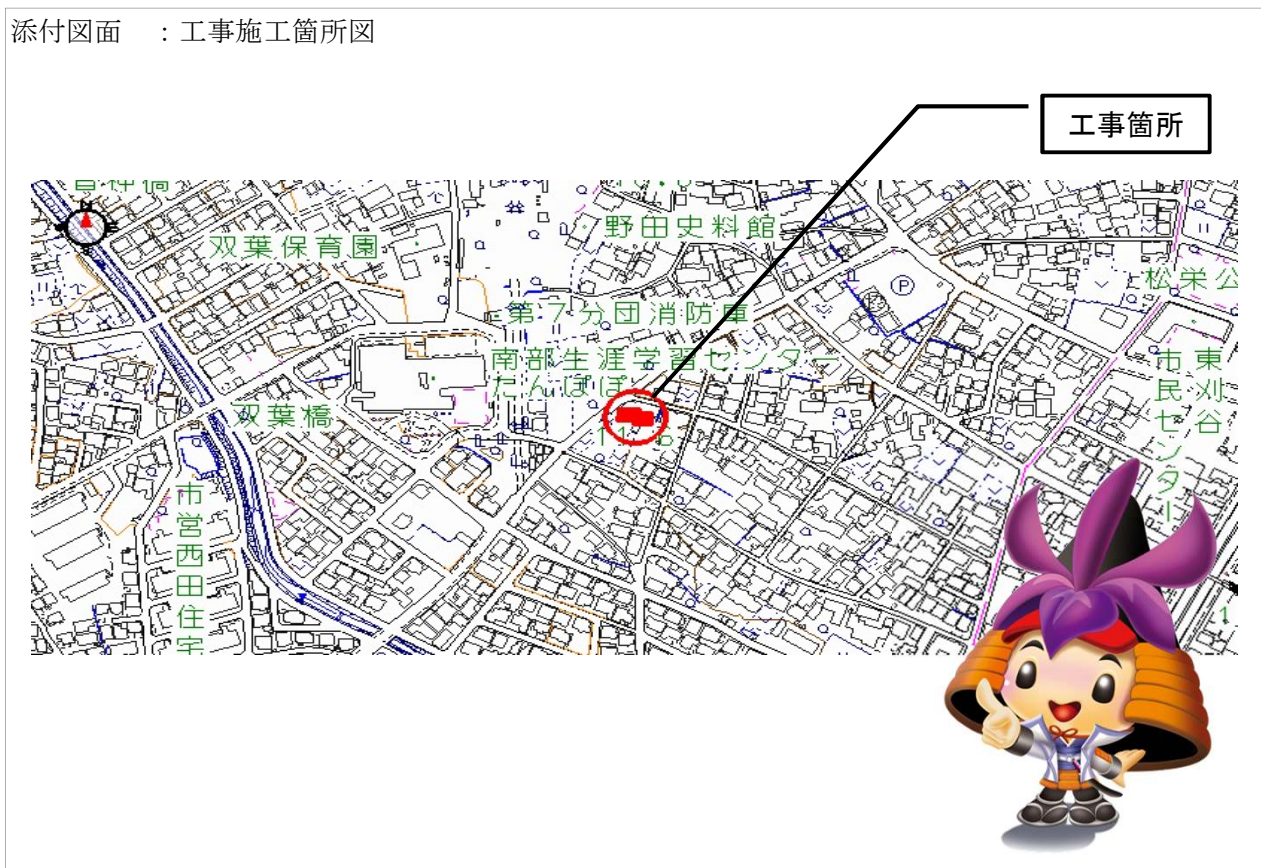 添付図面 : 工事施工箇所図
工事箇所
野田史料館
双葉保育園
松栄公
第7分団消防庫
南部生涯学習センター
たんぽぽ
双葉橋
東刈谷
市民センター
市営西田住宅
P